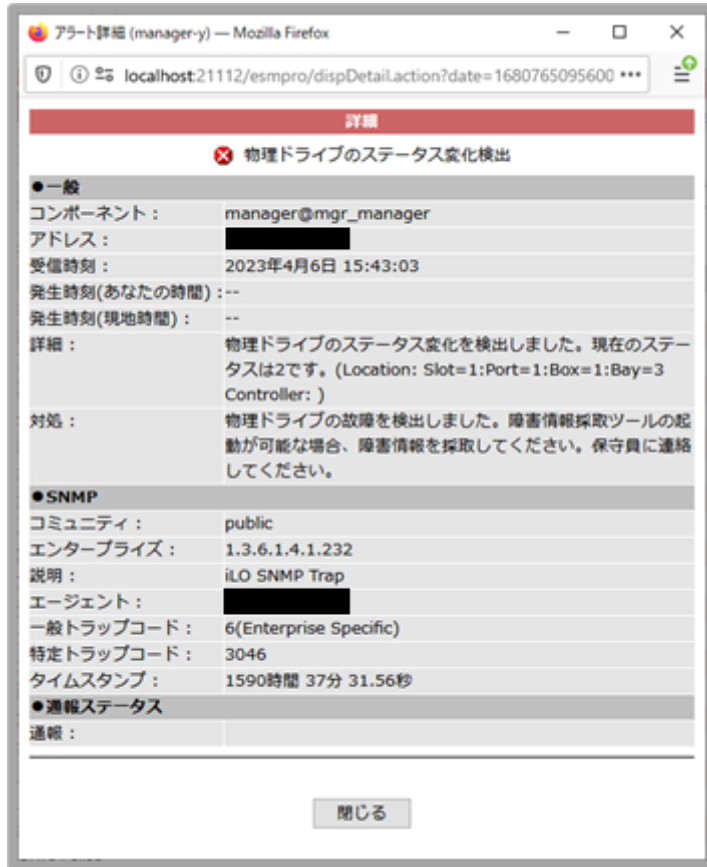 アラート詳細 (manager-y) — Mozilla Firefox
localhost:21112/esmpro/dispDetail.action?date=1680765095600 •••
詳細
物理ドライブのステータス変化検出
●一般
コンポーネント： manager@mgr_manager
アドレス：
受信時刻： 2023年4月6日 15:43:03
発生時刻(あなたの時間)：--
発生時刻(現地時間)： --
詳細： 物理ドライブのステータス変化を検出しました。現在のステー
タスは2です。(Location: Slot=1:Port=1:Box=1:Bay=3
Controller: )
対処： 物理ドライブの故障を検出しました。障害情報採取ツールの起
動が可能な場合、障害情報を採取してください。保守員に連絡
してください。
●SNMP
コミュニティ： public
エンタープライズ： 1.3.6.1.4.1.232
説明： iLO SNMP Trap
エージェント：
一般トラップコード： 6(Enterprise Specific)
特定トラップコード： 3046
タイムスタンプ： 1590時間 37分 31.56秒
●通報ステータス
通報：
閉じる